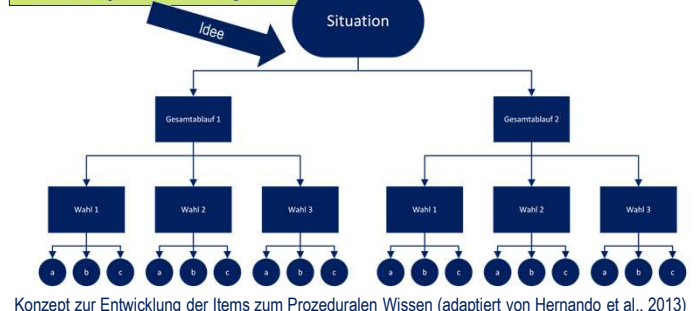 Idee
Situation
Gesamtablauf 1
Gesamtablauf 2
Wahl 1
Wahl 2
Wahl 3
Wahl 1
Wahl 2
Wahl 3
a b c a b c a b c a b c a b c a b c
Konzept zur Entwicklung der Items zum Prozeduralen Wissen (adaptiert von Hernando et al., 2013)